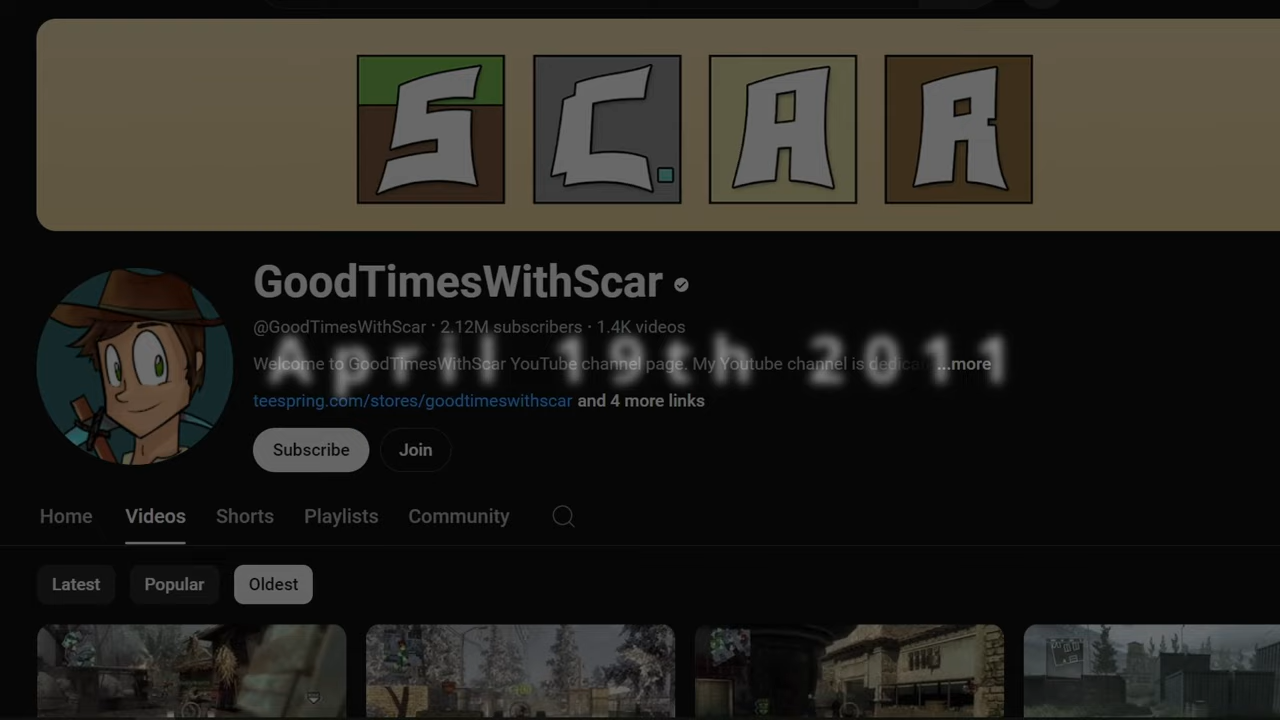 SCAR
GoodTimesWithScar
@GoodTimesWithScar · 2.12M subscribers · 1.4K videos
Welcome to GoodTimesWithScar YouTube channel page. My Youtube channel is dedica ...more
April 19th 2011
teespring.com/stores/goodtimeswithscar and 4 more links
Subscribe Join
Home Videos Shorts Playlists Community
Latest Popular Oldest